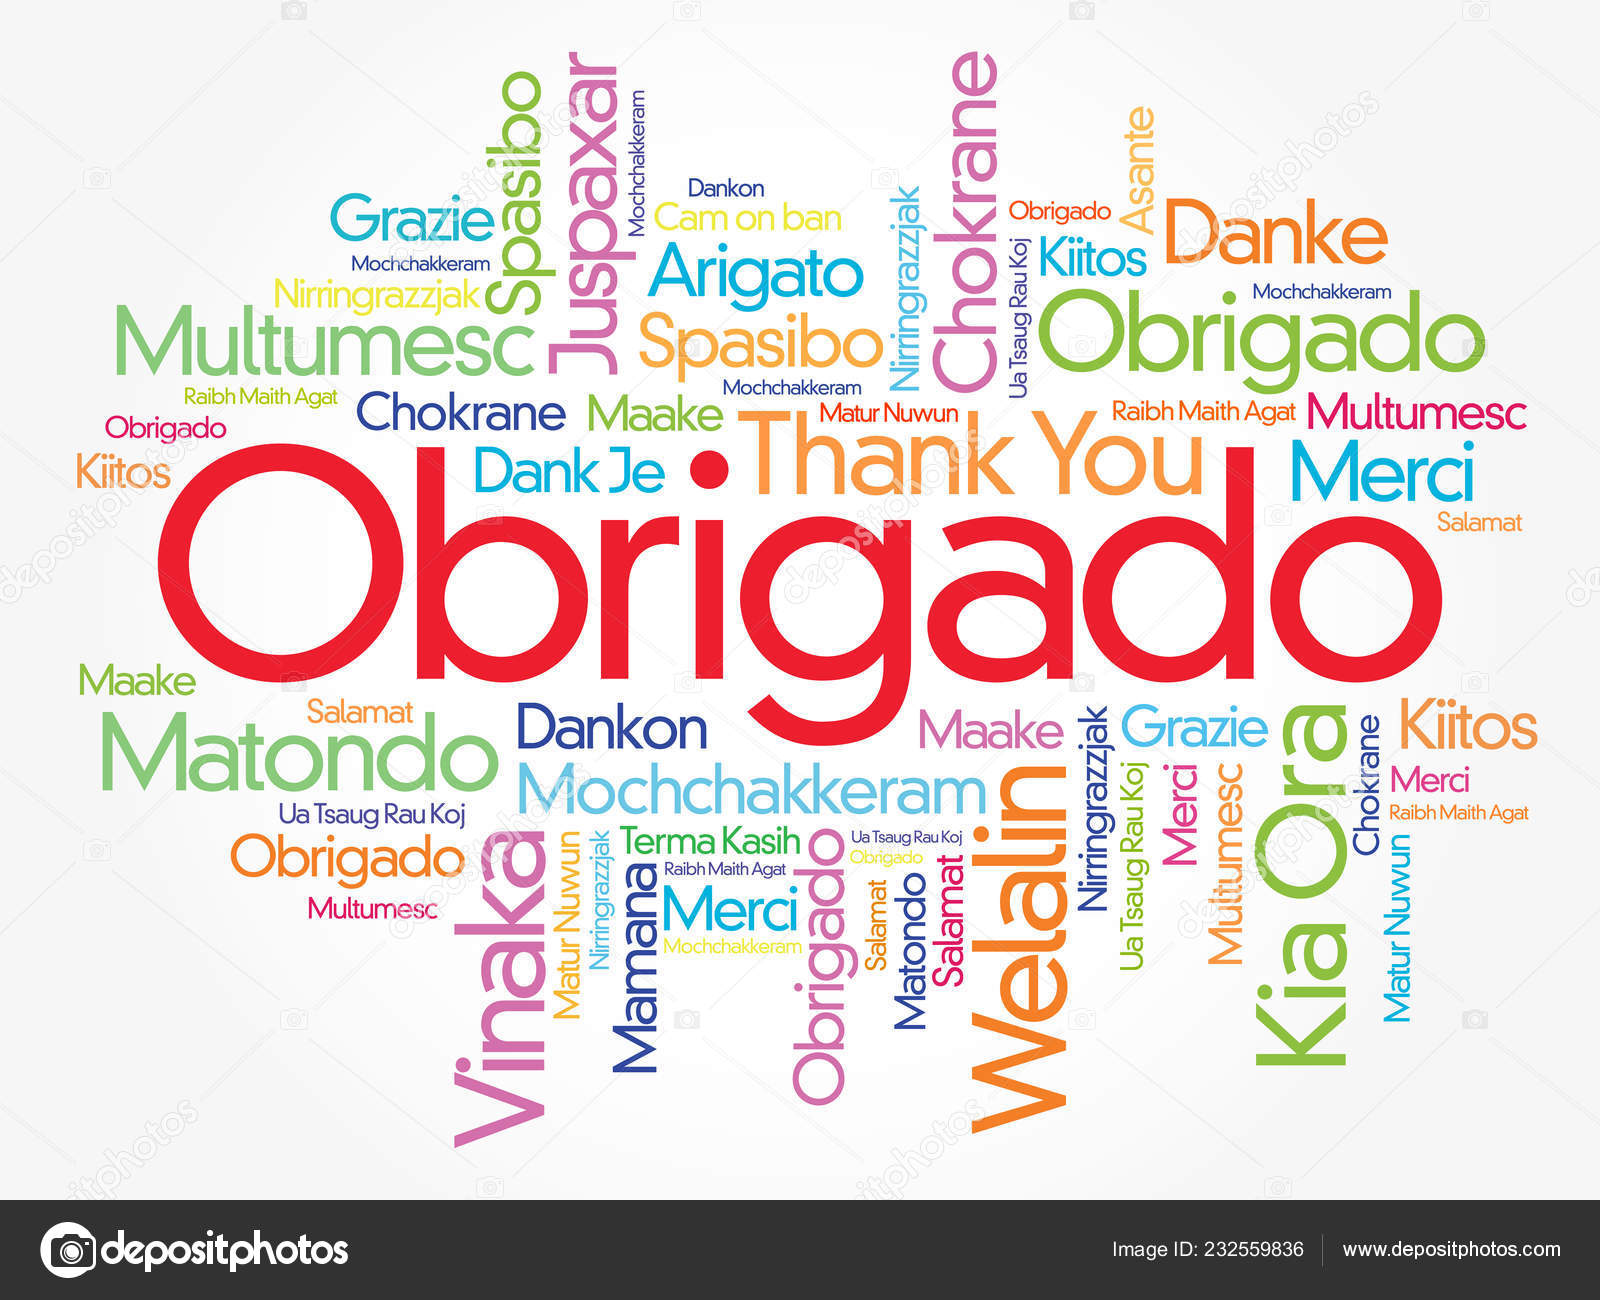 Spasibo
Juspaxar
Mochchakkeram
Chokrane
Asante
Dankon
Grazie
Cam on ban
Nirringrazzjak
Obrigado
Danke
Mochchakkeram
Arigato
Ua Tsaug Rau Koj
Kiitos
Nirringrazzjak
Mochchakkeram
Multumesc
Spasibo
Obrigado
Raibh Maith Agat
Mochchakkeram
Chokrane
Maake
Matur Nuwun
Raibh Maith Agat
Multumesc
Obrigado
Thank You
Kiitos
Dank Je
Merci
Salamat
Obrigado
Maake
Salamat
Matondo
Dankon
Maake
Nirringrazzjak
Grazie
Kia Ora
Chokrane
Kiitos
Mochchakkeram
Welalin
Ua Tsaug Rau Koj
Merci
Multumesc
Merci
Ua Tsaug Rau Koj
Raibh Maith Agat
Obrigado
Vinaka
Matur Nuwun
Nirringrazzjak
Terma Kasih
Obrigado
Ua Tsaug Rau Koj
Obrigado
Matur Nuwun
Mamana
Raibh Maith Agat
Salamat
Matondo
Salamat
Multumesc
Merci
Mochchakkeram
depositphotos
Image ID: 232559836
www.depositphotos.com